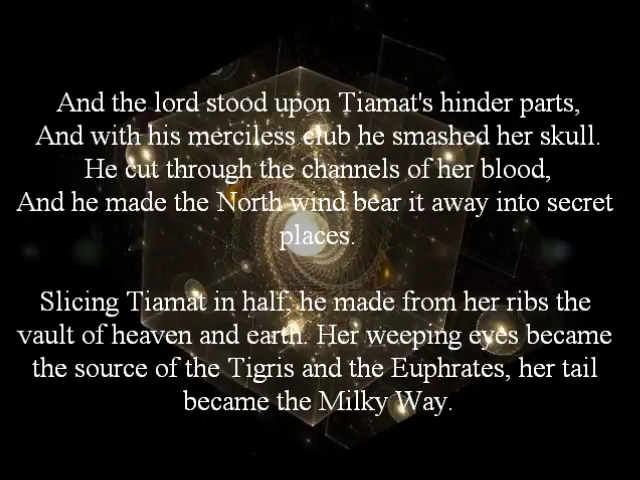 And the lord stood upon Tiamat's hinder parts,
And with his merciless club he smashed her skull.
He cut through the channels of her blood,
And he made the North wind bear it away into secret
places.
Slicing Tiamat in half, he made from her ribs the
vault of heaven and earth. Her weeping eyes became
the source of the Tigris and the Euphrates, her tail
became the Milky Way.